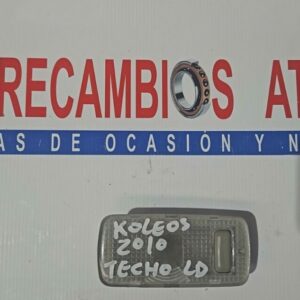 RECAMBIOS AT
AS DE OCASIÓN Y N
KOLEOS
2010
TECHO LD